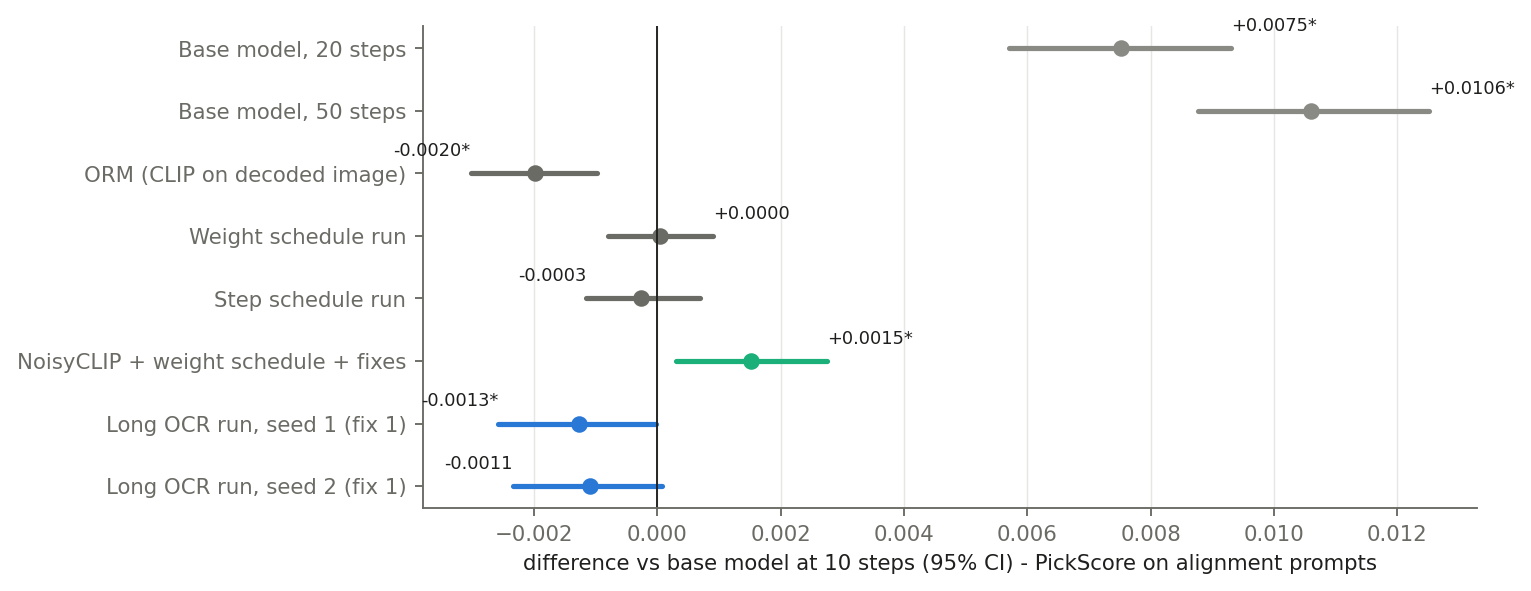 +0.0075*
Base model, 20 steps
+0.0106*
Base model, 50 steps
-0.0020*
ORM (CLIP on decoded image)
+0.0000
Weight schedule run
-0.0003
Step schedule run
+0.0015*
NoisyCLIP + weight schedule + fixes
-0.0013*
Long OCR run, seed 1 (fix 1)
-0.0011
Long OCR run, seed 2 (fix 1)
−0.002 0.000 0.002 0.004 0.006 0.008 0.010 0.012
difference vs base model at 10 steps (95% CI) - PickScore on alignment prompts